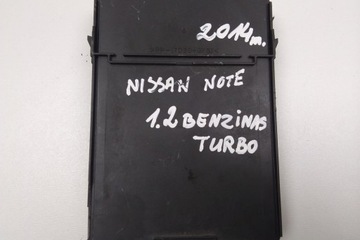 2014m.
NISSAN NOTE
1.2 BENZINAS
TURBO